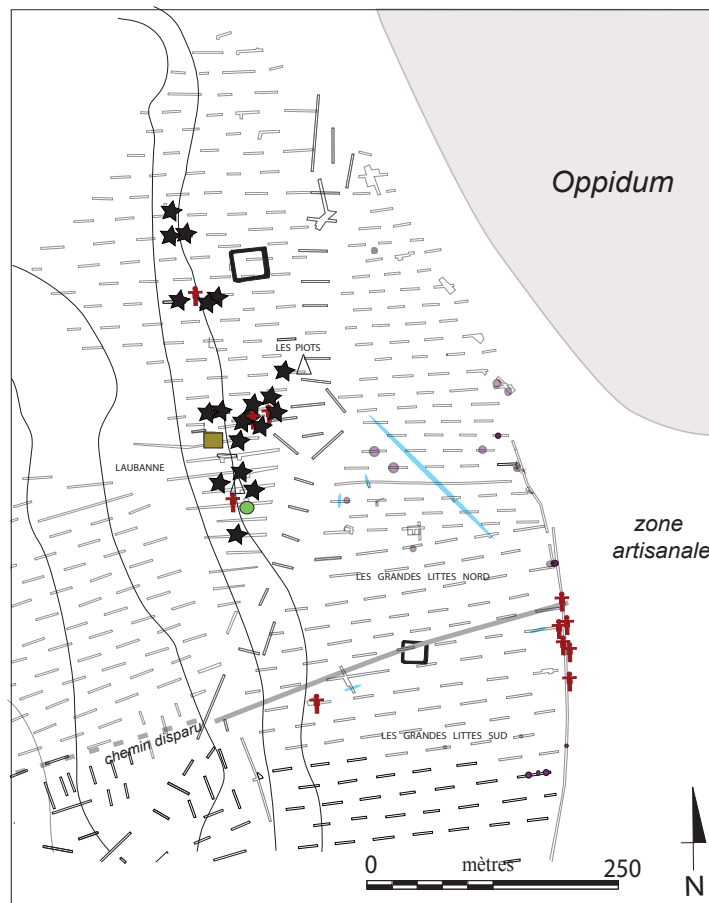 Oppidum
LES PIOTS
LAUBANNE
zone
artisanale
LES GRANDES LITTES NORD
LES GRANDES LITTES SUD
chemin disparu
0 mètres 250
N